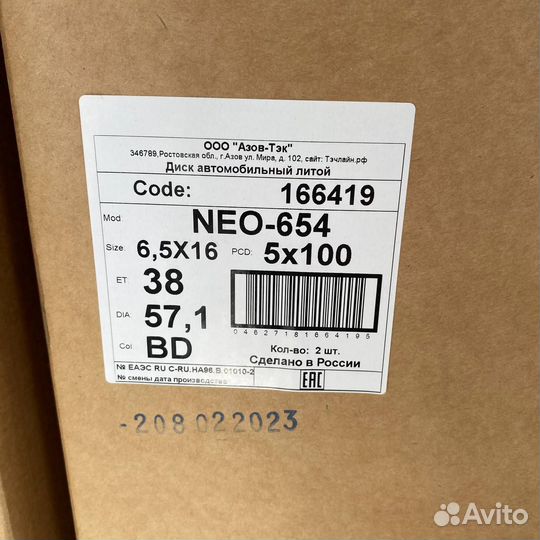 ООО "Азов-Тэк"
346789,Ростовская обл., г.Азов ул. Мира, д. 102, сайт: Тэчлайн.рф
Диск автомобильный литой
Code: 166419
Mod: NEO-654
Size: 6,5X16 PCD: 5x100
ET: 38
DIA: 57,1
04627181664195
Col: BD
Кол-во: 2 шт.
Сделано в России
№ ЕАЭС RU C-RU.HA96.B.01010-2
№ смены дата производства
EAC
-208 022023
Avito